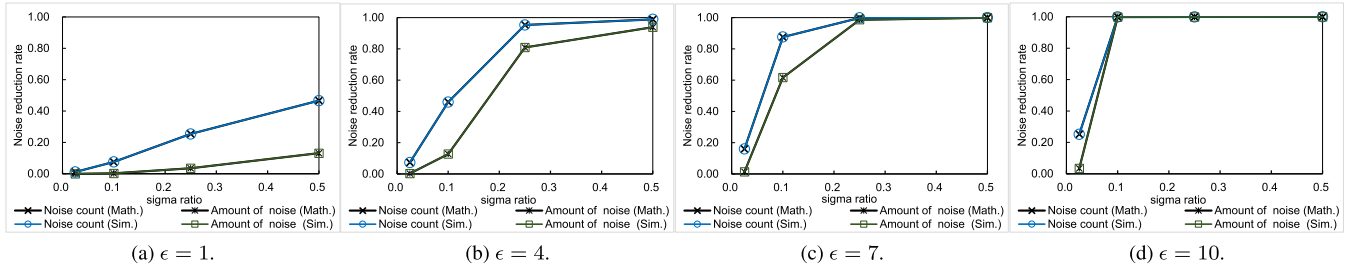 1.00
0.80
0.60
0.40
0.20
0.00
Noise reduction rate
0.0 0.1 0.2 0.3 0.4 0.5
sigma ratio
Noise count (Math.) Amount of noise (Math.)
Noise count (Sim.) Amount of noise (Sim.)
(a) ϵ = 1.
1.00
0.80
0.60
0.40
0.20
0.00
Noise reduction rate
0.0 0.1 0.2 0.3 0.4 0.5
sigma ratio
Noise count (Math.) Amount of noise (Math.)
Noise count (Sim.) Amount of noise (Sim.)
(b) ϵ = 4.
1.00
0.80
0.60
0.40
0.20
0.00
Noise reduction rate
0.0 0.1 0.2 0.3 0.4 0.5
sigma ratio
Noise count (Math.) Amount of noise (Math.)
Noise count (Sim.) Amount of noise (Sim.)
(c) ϵ = 7.
1.00
0.80
0.60
0.40
0.20
0.00
Noise reduction rate
0.0 0.1 0.2 0.3 0.4 0.5
sigma ratio
Noise count (Math.) Amount of noise (Math.)
Noise count (Sim.) Amount of noise (Sim.)
(d) ϵ = 10.